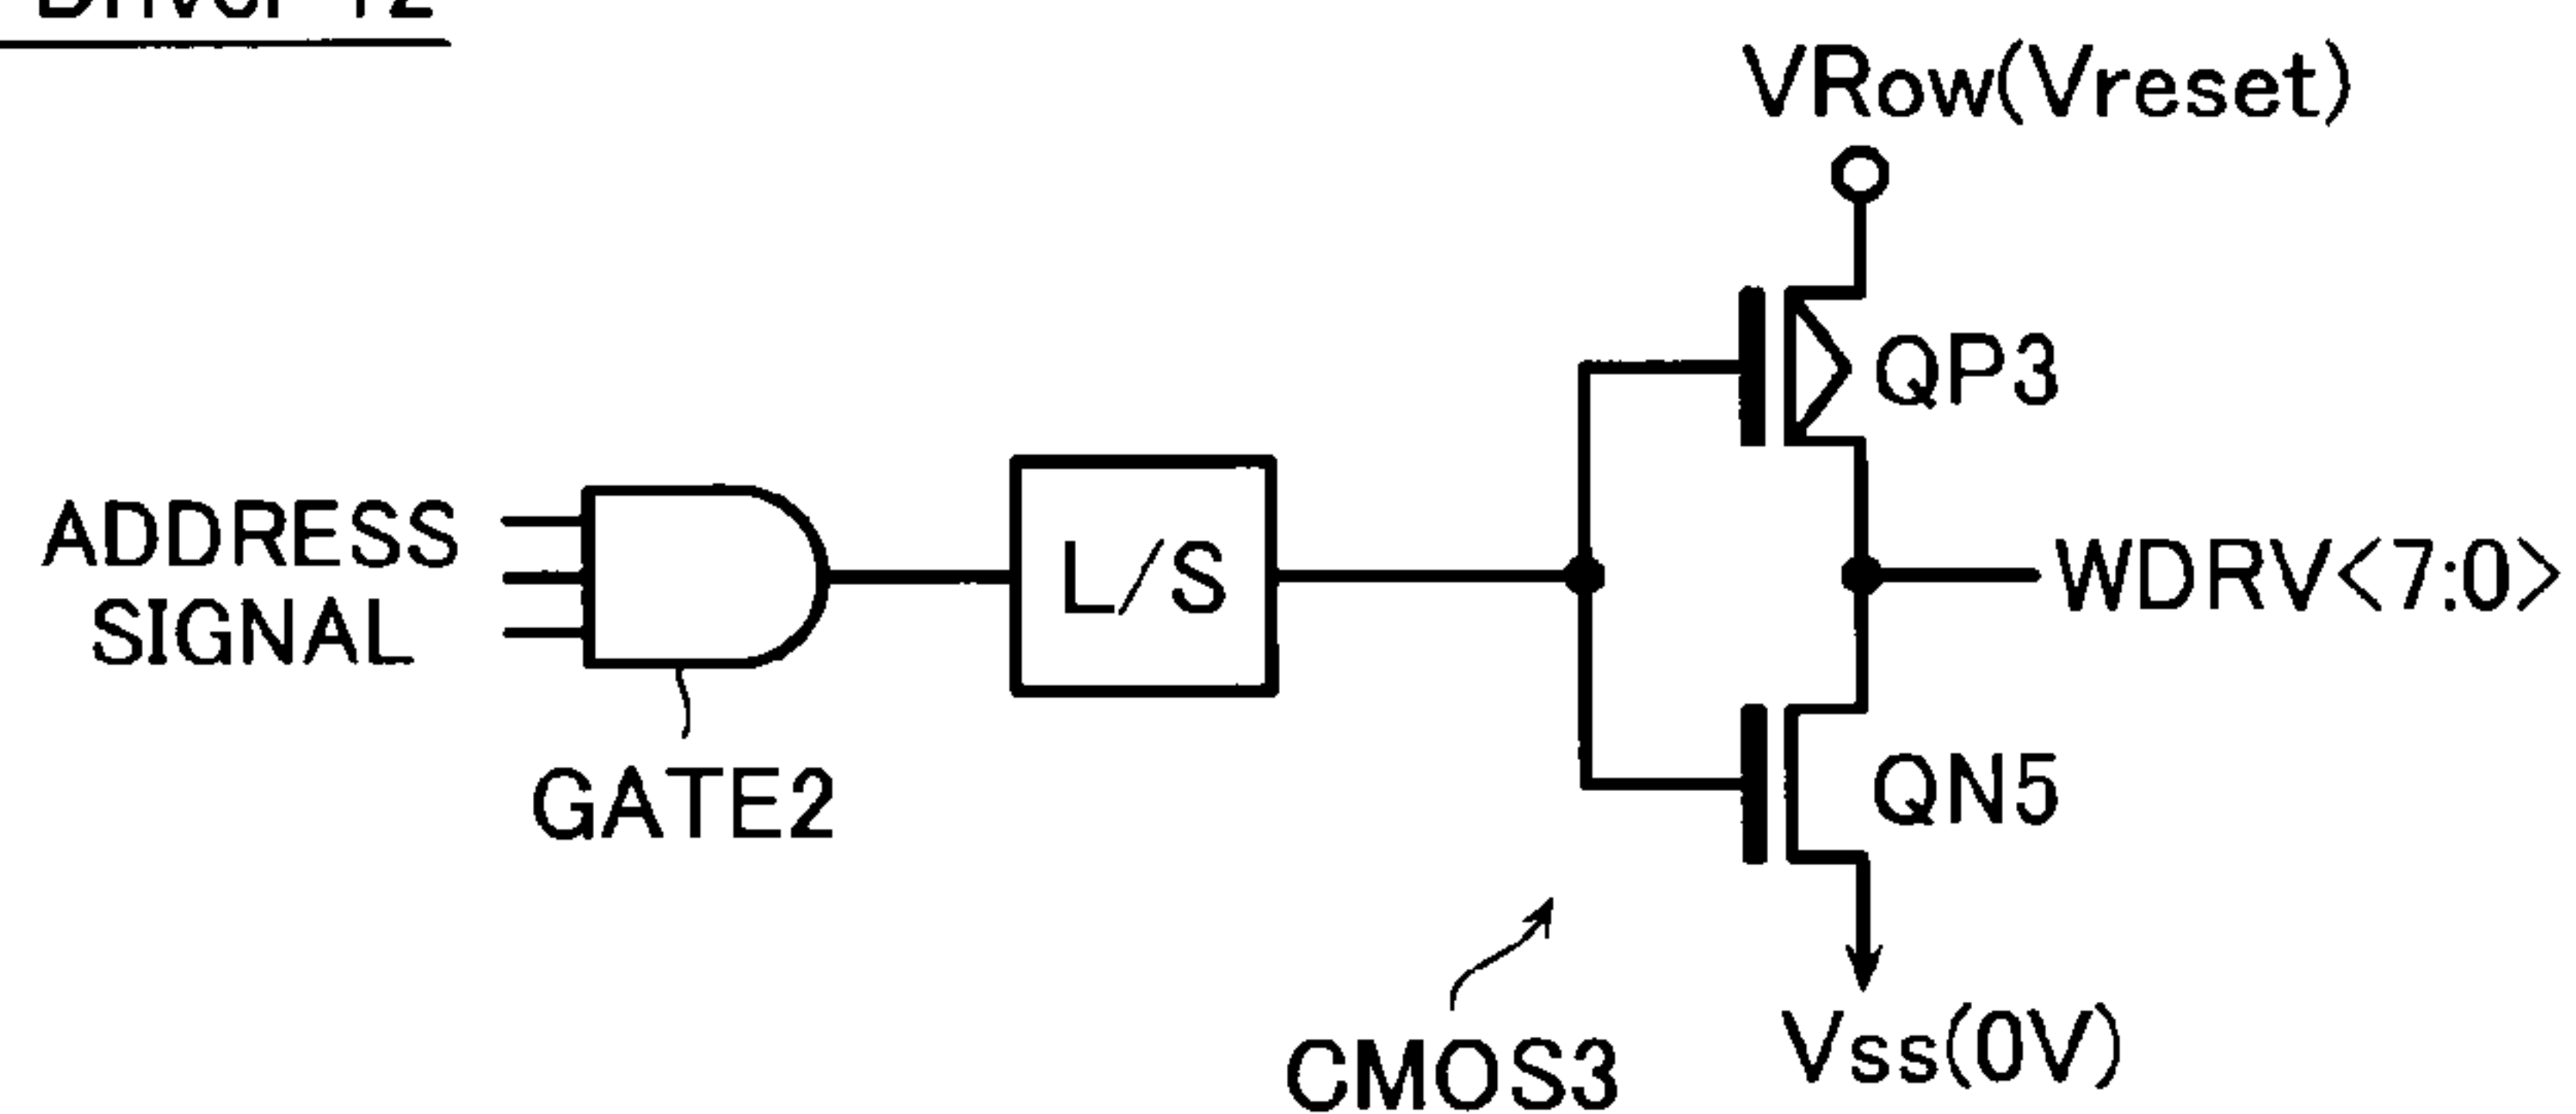 Driver 12
VRow(Vreset)
QP3
ADDRESS
SIGNAL
L/S
WDRV<7:0>
GATE2
QN5
CMOS3
Vss(0V)